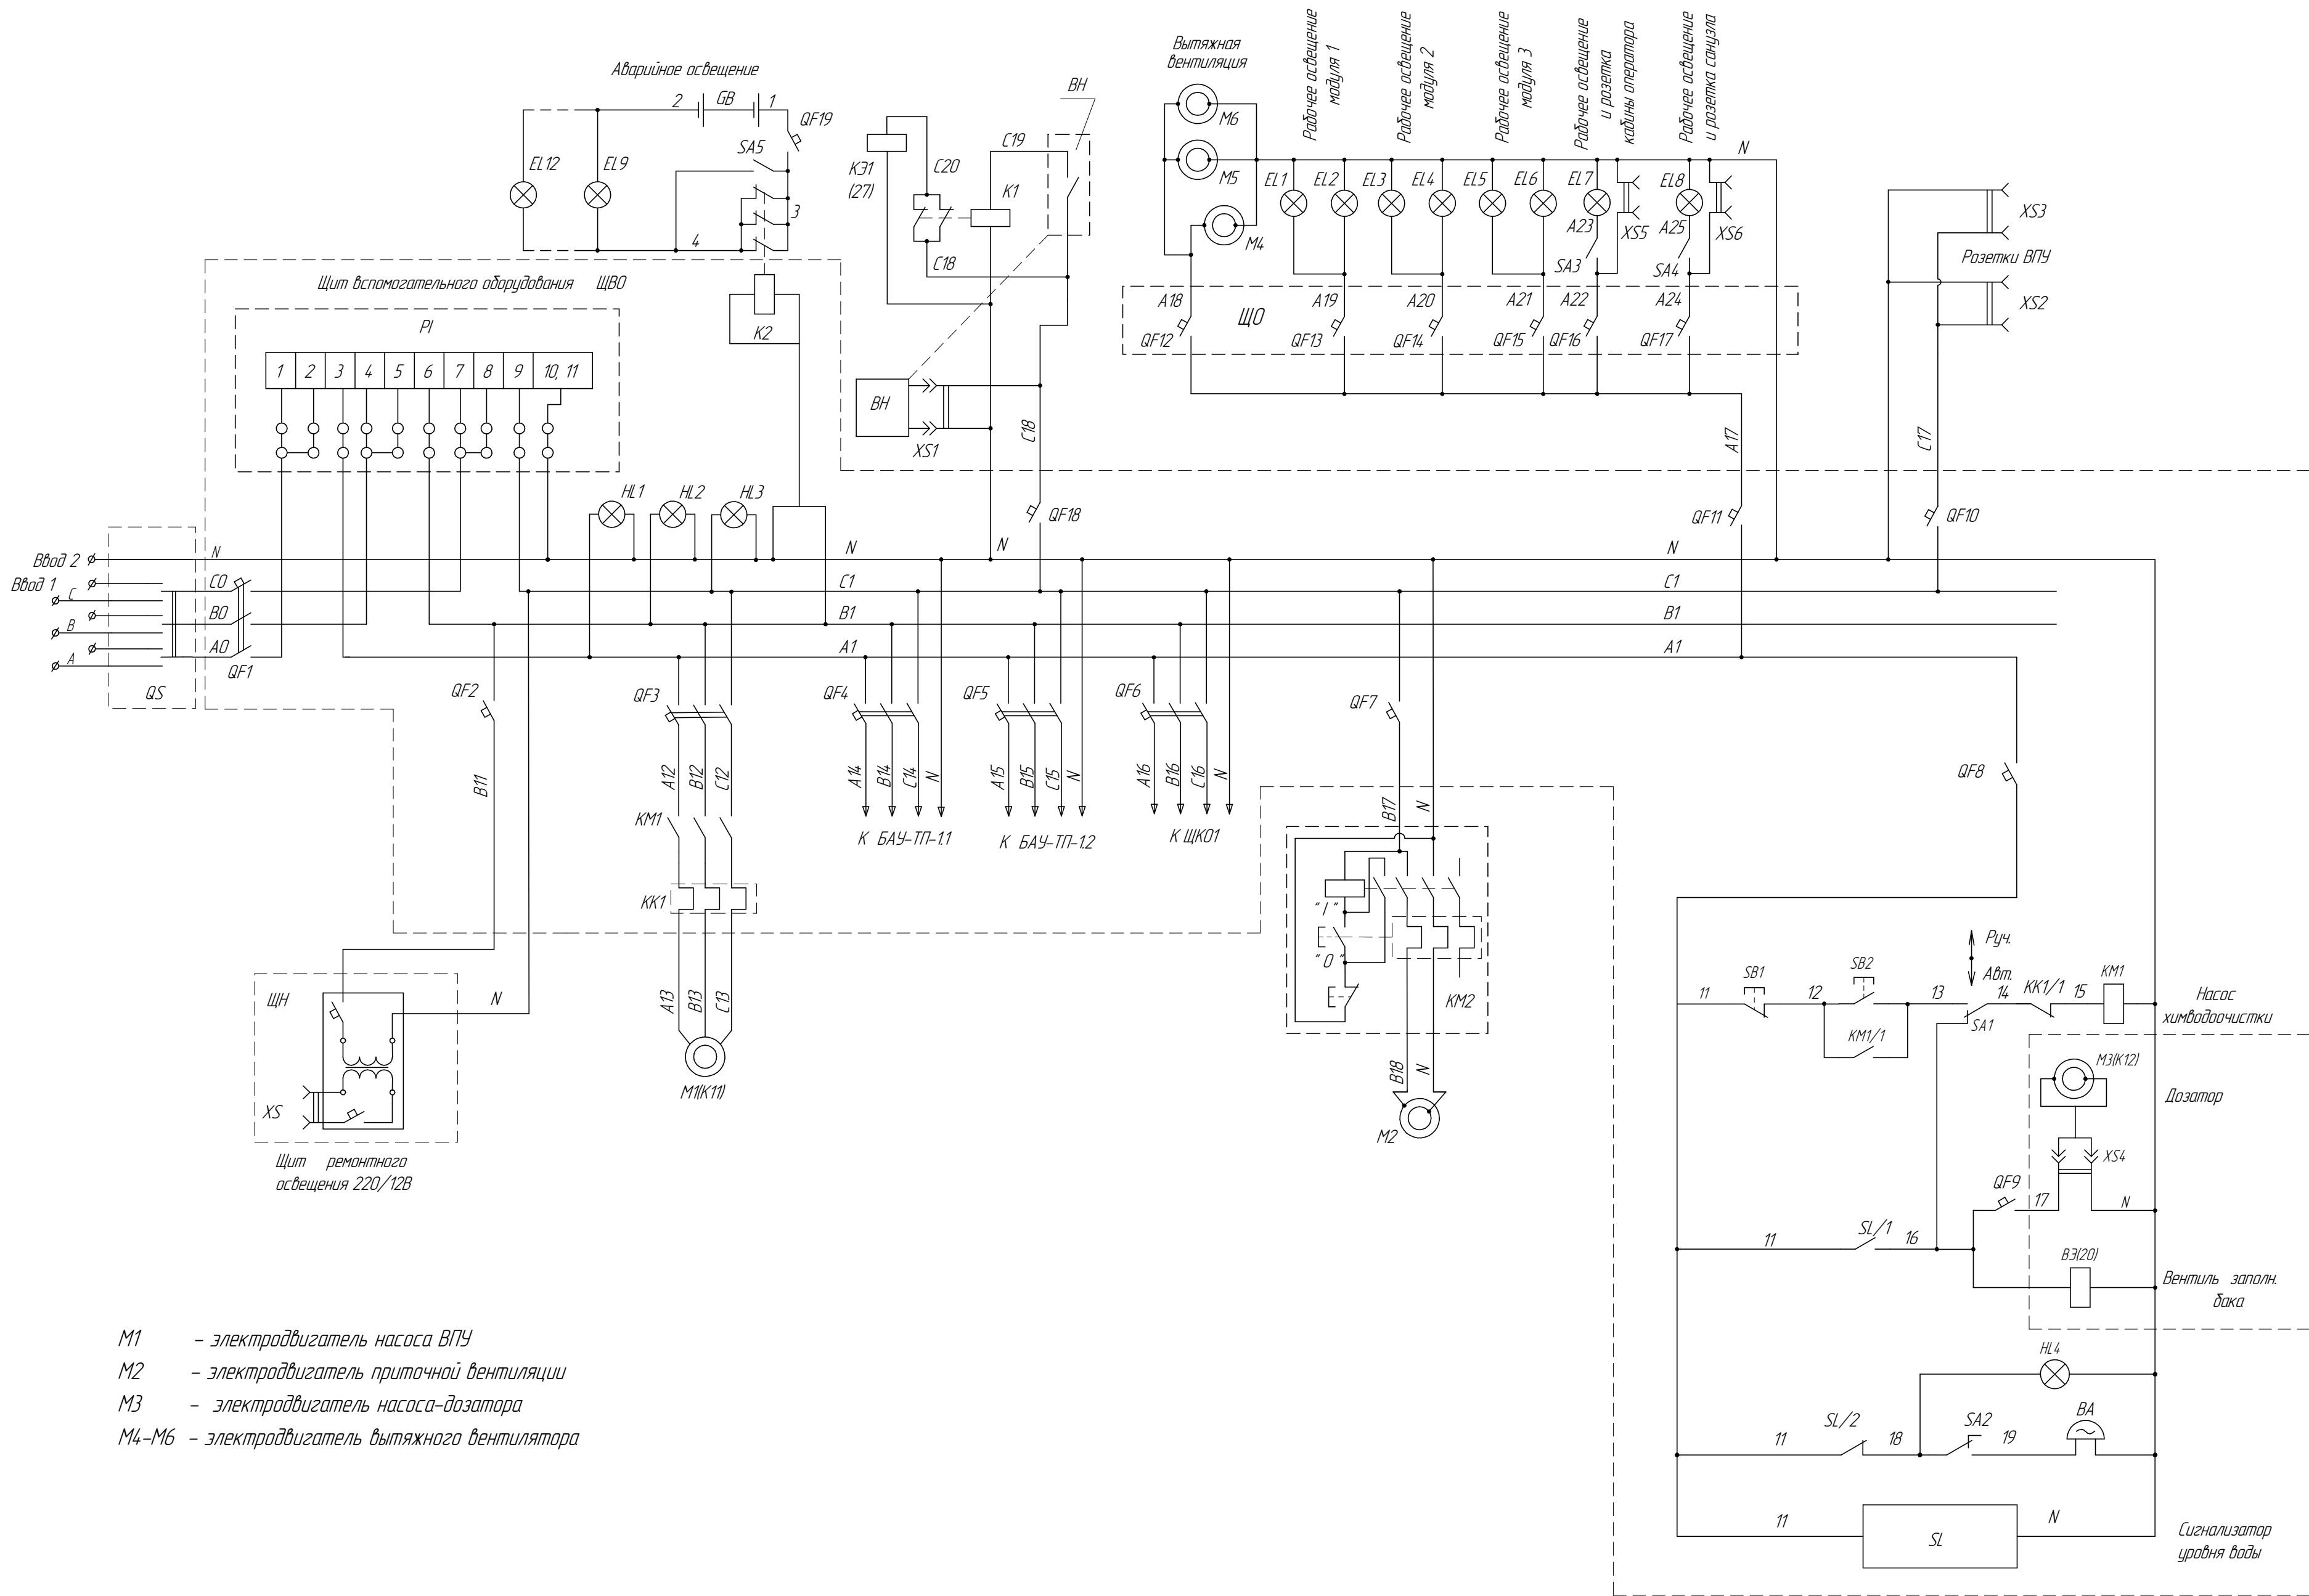 Аварийное освещение
2
GB
1
QF19
SA5
EL12
EL9
3
4
K2
КЭ1
(27)
C20
C19
K1
C18
ВН
ВН
XS1
C18
QF18
Вытяжная
вентиляция
M6
M5
M4
Рабочее освещение
модуля 1
Рабочее освещение
модуля 2
Рабочее освещение
модуля 3
Рабочее освещение
и розетка
кабины оператора
Рабочее освещение
и розетка санузла
N
EL1
EL2
EL3
EL4
EL5
EL6
EL7
EL8
A23
XS5
A25
XS6
SA3
SA4
A18
A19
A20
A21
A22
A24
ЩО
QF12
QF13
QF14
QF15
QF16
QF17
A17
QF11
XS3
Розетки ВПУ
XS2
C17
QF10
Щит вспомогательного оборудования ЩВО
PI
1 2 3 4 5 6 7 8 9 10, 11
HL1
HL2
HL3
Ввод 2
Ввод 1
N
C
B
A
QS
C0
B0
A0
QF1
N
N
N
C1
C1
B1
B1
A1
A1
QF2
B11
QF3
A12
B12
C12
KM1
KK1
A13
B13
C13
M1(K11)
QF4
A14
B14
C14
N
К БАУ-ТП-1.1
QF5
A15
B15
C15
N
К БАУ-ТП-1.2
QF6
A16
B16
C16
N
К ЩК01
QF7
B17
N
"I"
"O"
KM2
B18
N
M2
ЩН
N
XS
Щит ремонтного
освещения 220/12В
QF8
Руч.
Авт.
11
SB1
12
SB2
13
SA1
14
KK1/1
15
KM1
KM1/1
Насос
химводоочистки
M3(K12)
Дозатор
XS4
QF9
17
N
11
SL/1
16
ВЭ(20)
Вентиль заполн.
бака
HL4
11
SL/2
18
SA2
19
BA
11
SL
N
Сигнализатор
уровня воды
M1 - электродвигатель насоса ВПУ
M2 - электродвигатель приточной вентиляции
M3 - электродвигатель насоса-дозатора
M4-M6 - электродвигатель вытяжного вентилятора